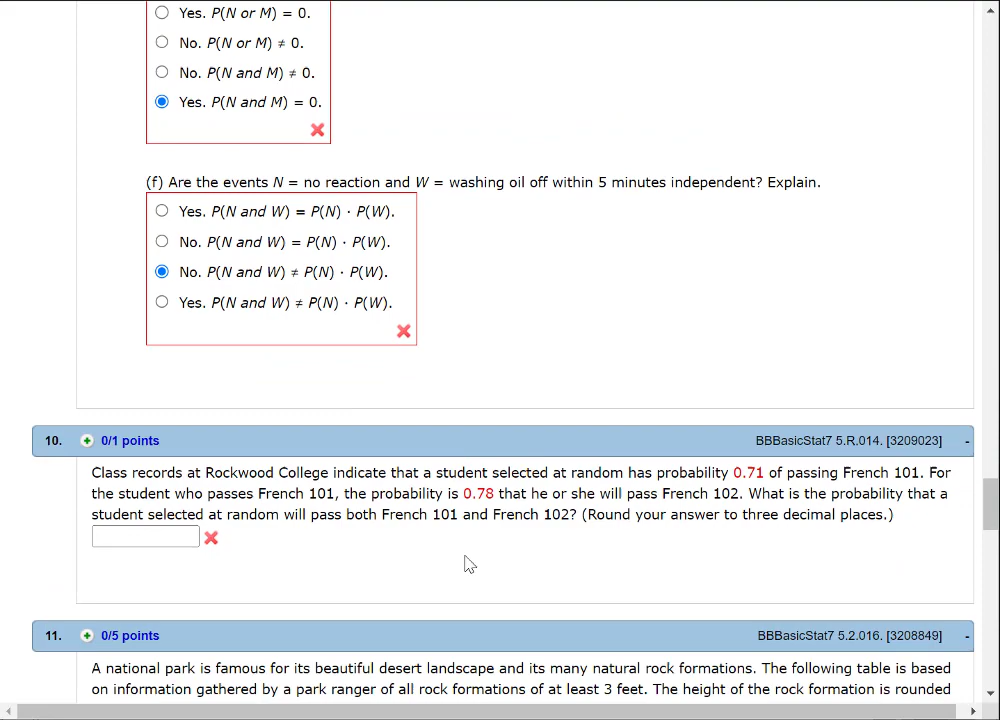 Yes. P(N or M) = 0.
No. P(N or M) ≠ 0.
No. P(N and M) ≠ 0.
Yes. P(N and M) = 0.
(f) Are the events N = no reaction and W = washing oil off within 5 minutes independent? Explain.
Yes. P(N and W) = P(N) · P(W).
No. P(N and W) = P(N) · P(W).
No. P(N and W) ≠ P(N) · P(W).
Yes. P(N and W) ≠ P(N) · P(W).
10. 0/1 points BBBasicStat7 5.R.014. [3209023] -
Class records at Rockwood College indicate that a student selected at random has probability 0.71 of passing French 101. For
the student who passes French 101, the probability is 0.78 that he or she will pass French 102. What is the probability that a
student selected at random will pass both French 101 and French 102? (Round your answer to three decimal places.)
11. 0/5 points BBBasicStat7 5.2.016. [3208849] -
A national park is famous for its beautiful desert landscape and its many natural rock formations. The following table is based
on information gathered by a park ranger of all rock formations of at least 3 feet. The height of the rock formation is rounded